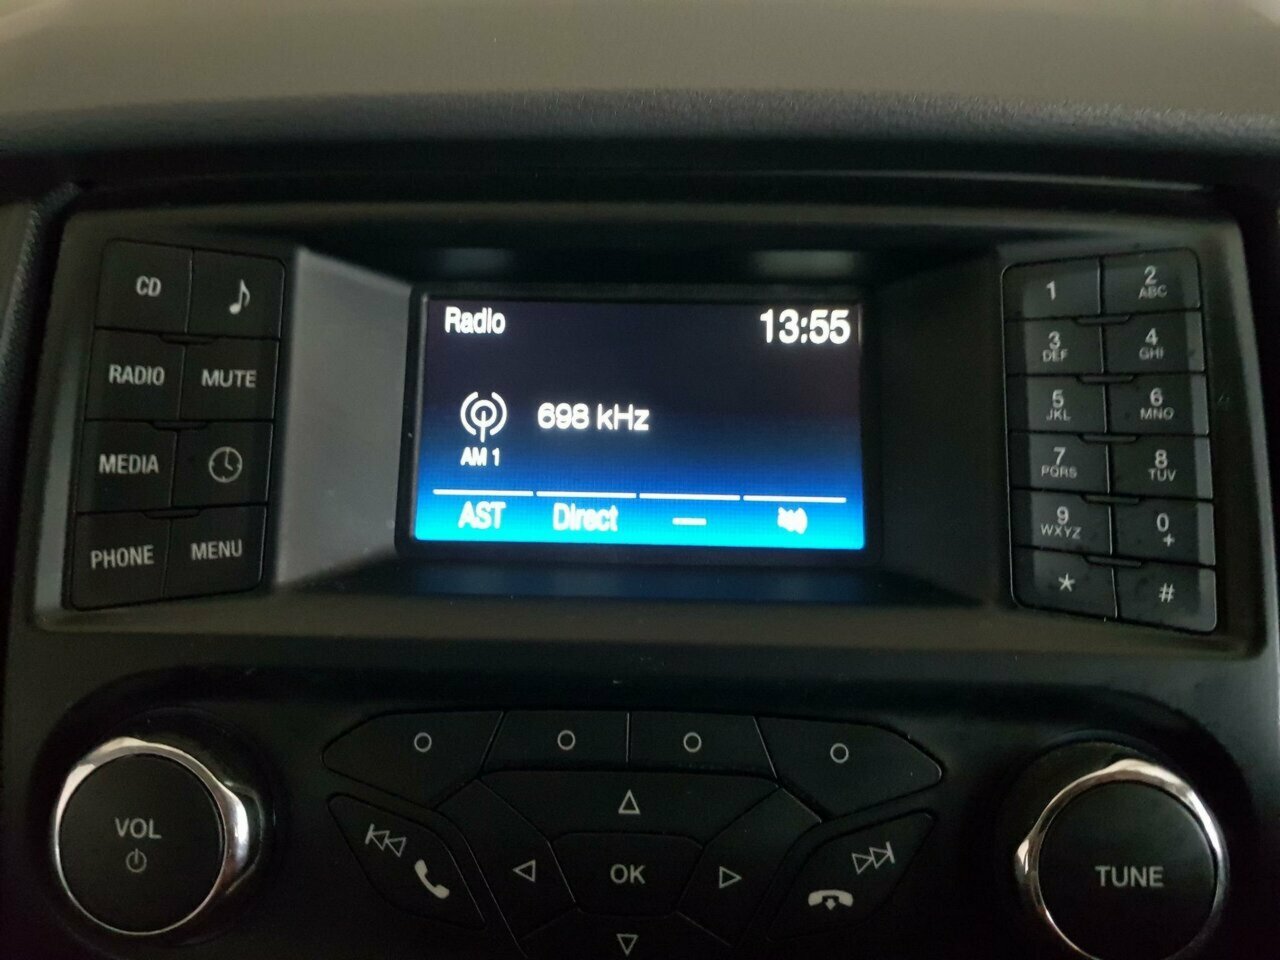 CD
RADIO
MUTE
MEDIA
PHONE
MENU
Radio
13:55
698 kHz
AM 1
AST
Direct
1
2
ABC
3
DEF
4
GHI
5
JKL
6
MNO
7
PQRS
8
TUV
9
WXYZ
0
+
*
#
VOL
OK
TUNE